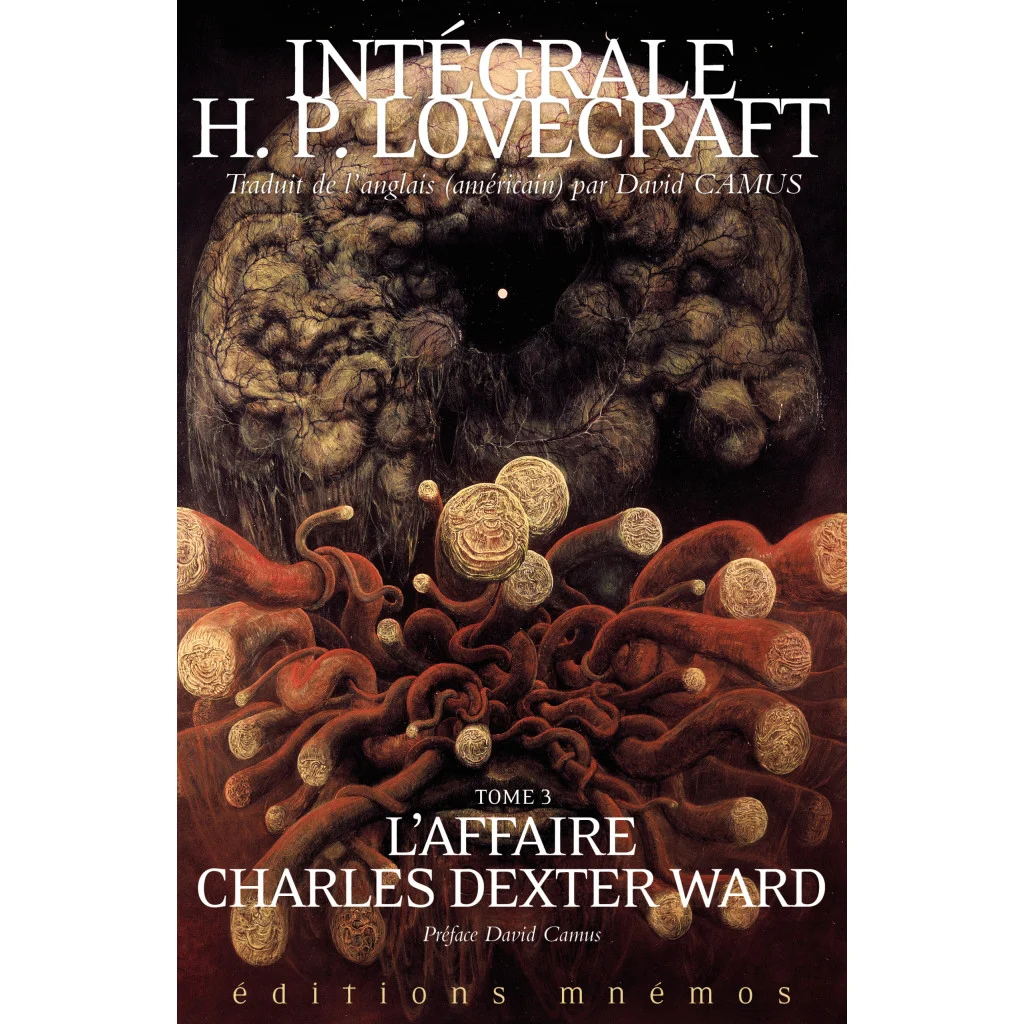 INTÉGRALE
H. P. LOVECRAFT
Traduit de l'anglais (américain) par David CAMUS
TOME 3
L'AFFAIRE
CHARLES DEXTER WARD
Préface David Camus
éditions mnémos